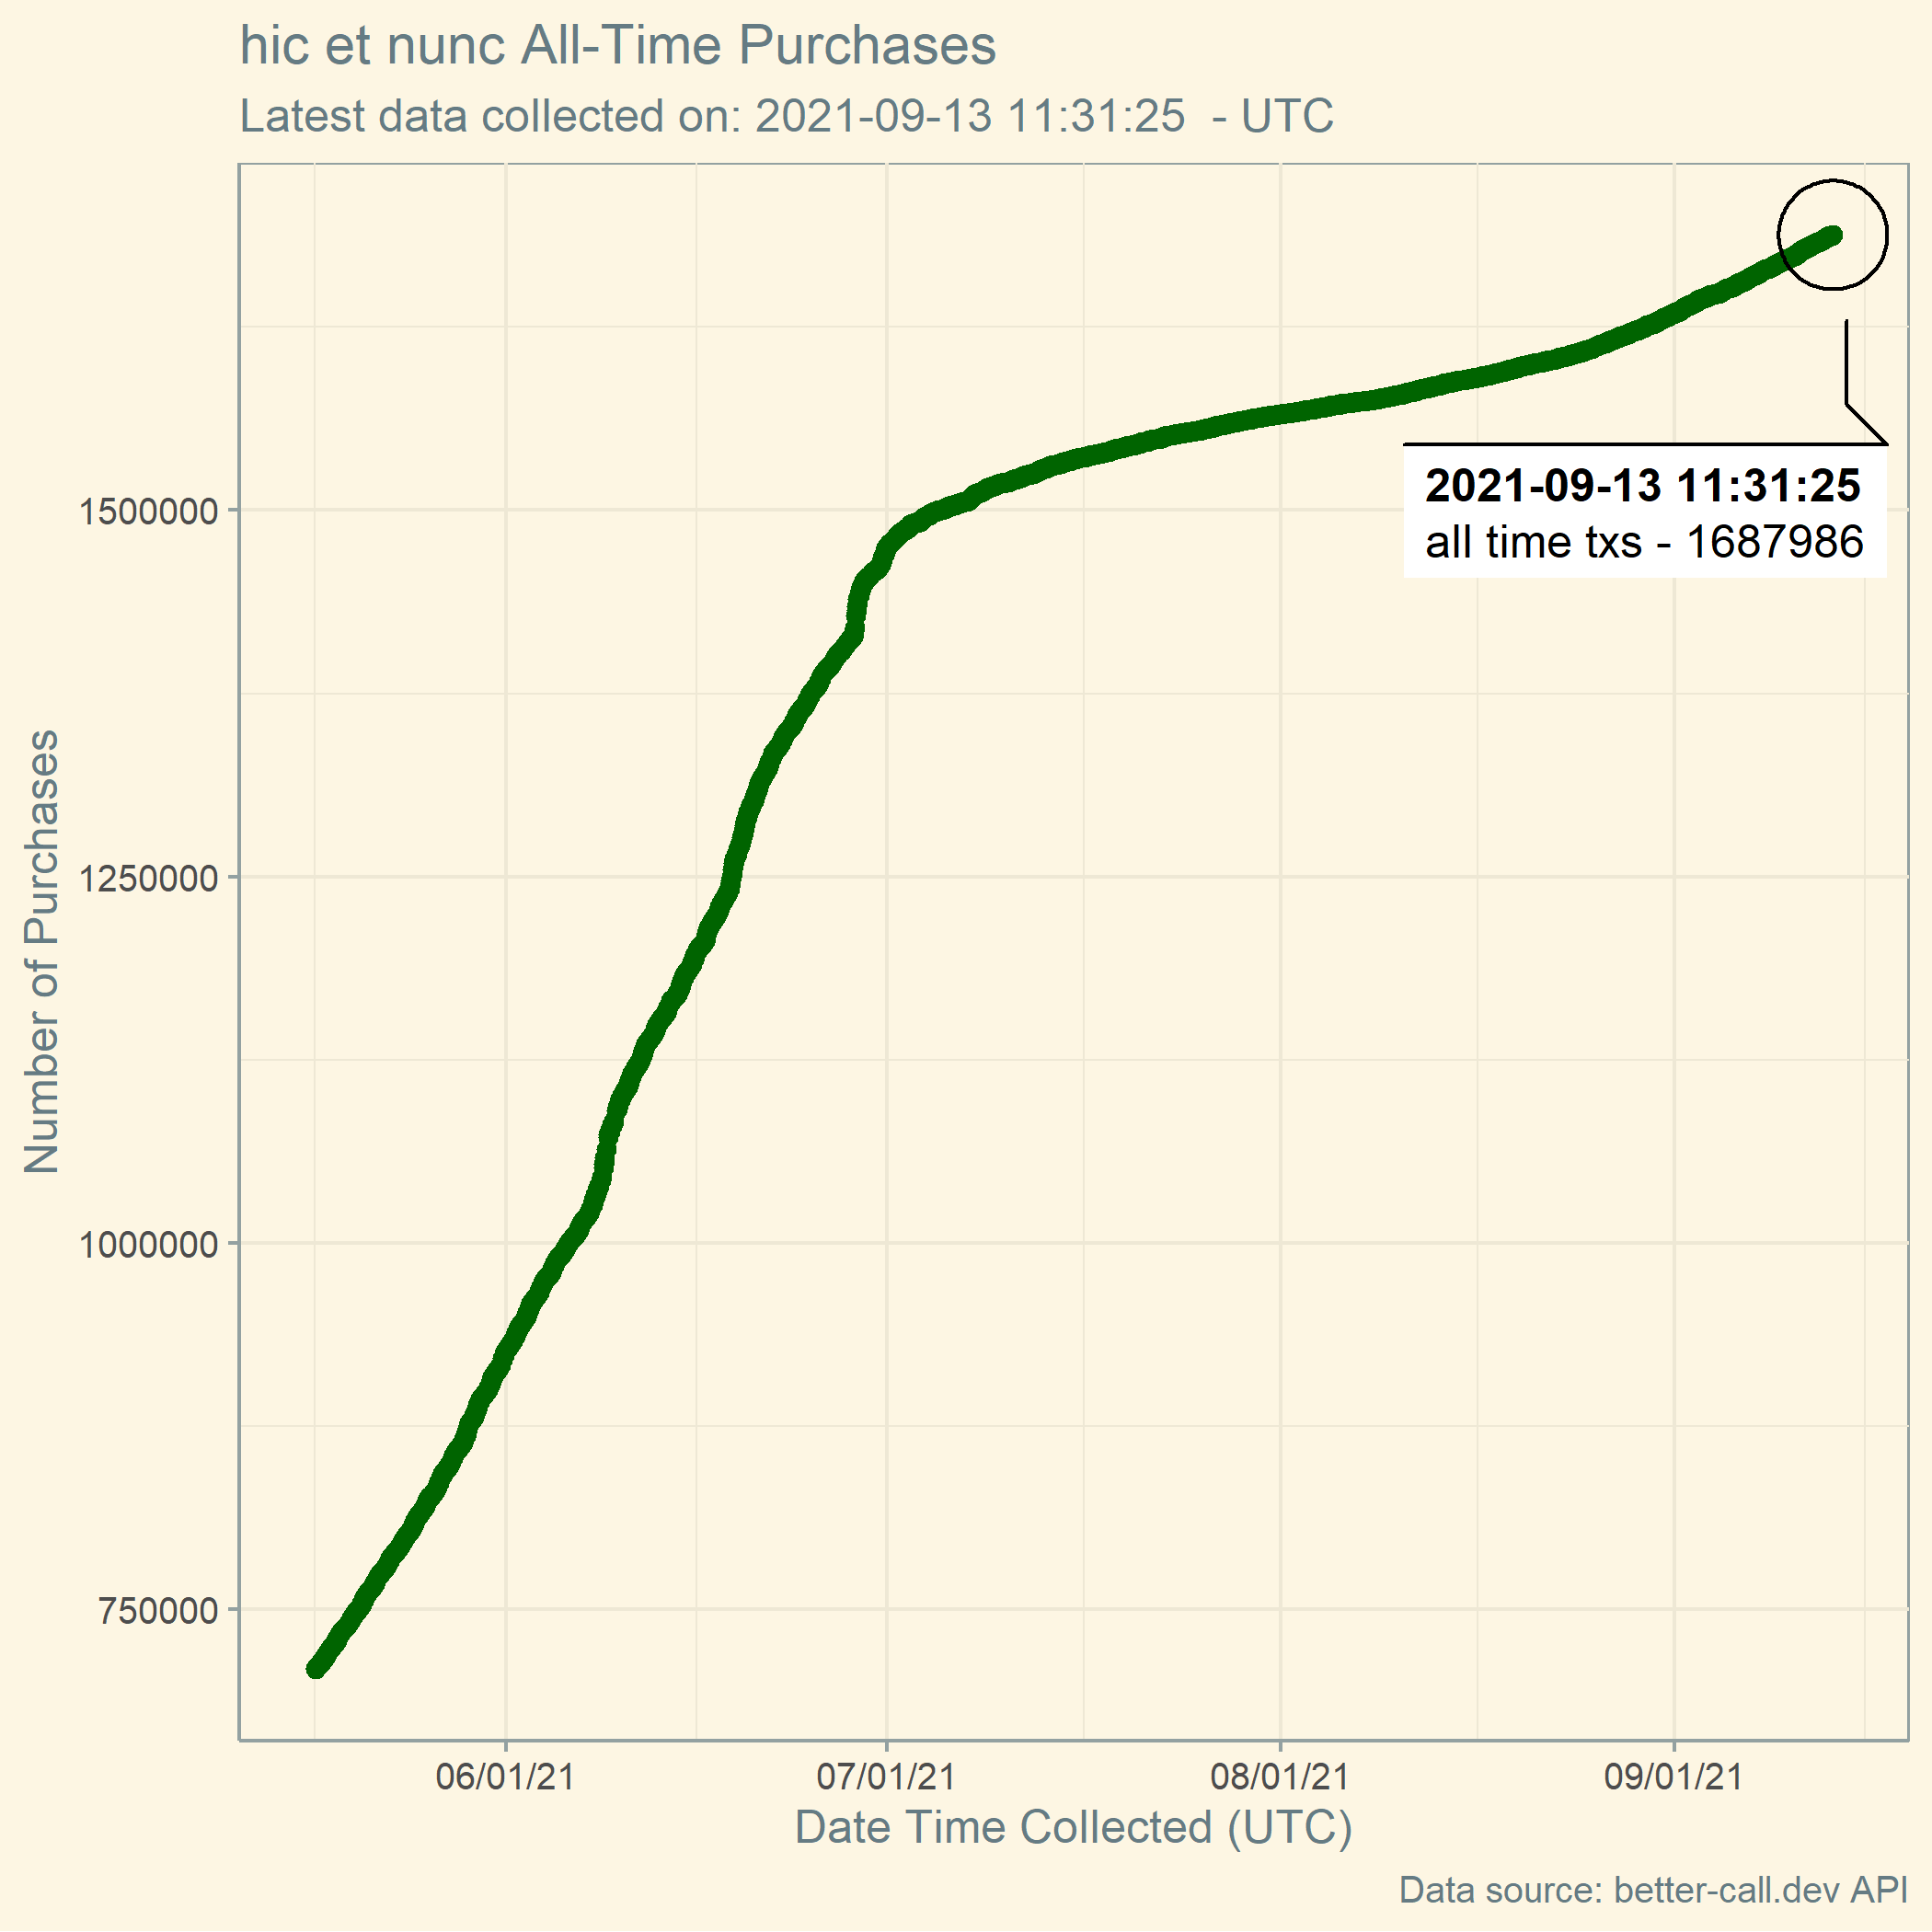 hic et nunc All-Time Purchases
Latest data collected on: 2021-09-13 11:31:25  - UTC
Number of Purchases
1500000
1250000
1000000
750000
2021-09-13 11:31:25
all time txs - 1687986
06/01/21
07/01/21
08/01/21
09/01/21
Date Time Collected (UTC)
Data source: better-call.dev API